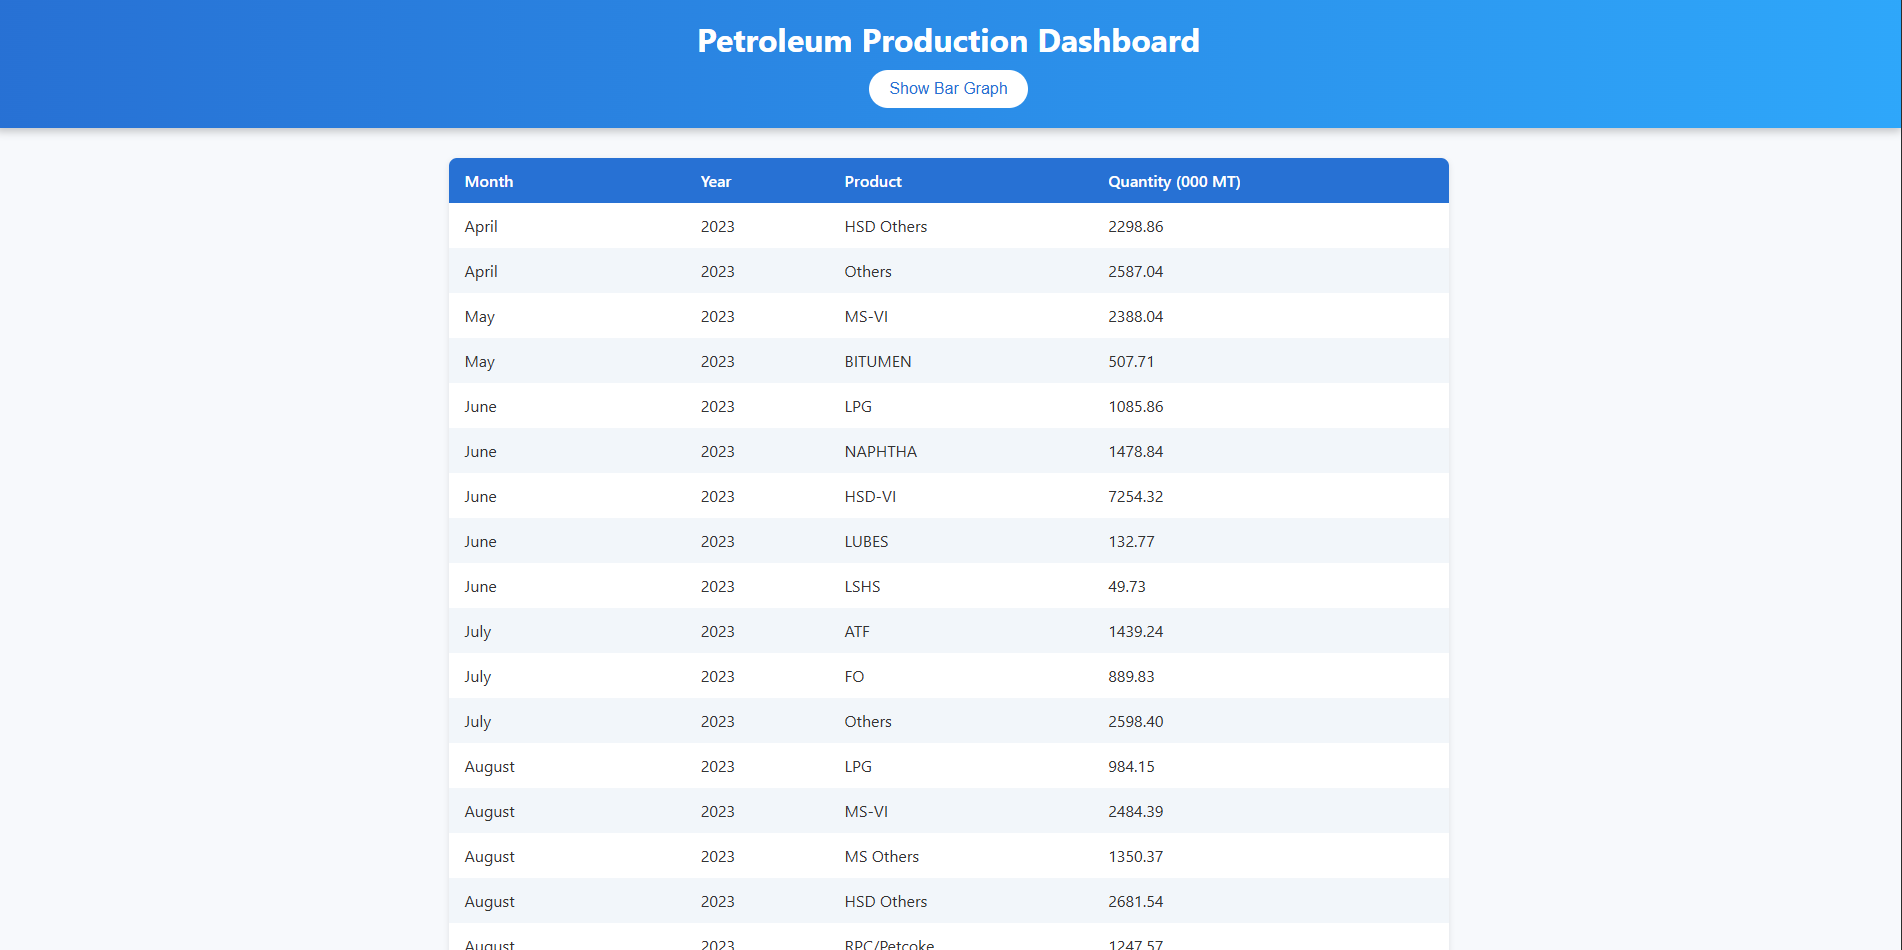 Petroleum Production Dashboard
Show Bar Graph
Month Year Product Quantity (000 MT)
April 2023 HSD Others 2298.86
April 2023 Others 2587.04
May 2023 MS-VI 2388.04
May 2023 BITUMEN 507.71
June 2023 LPG 1085.86
June 2023 NAPHTHA 1478.84
June 2023 HSD-VI 7254.32
June 2023 LUBES 132.77
June 2023 LSHS 49.73
July 2023 ATF 1439.24
July 2023 FO 889.83
July 2023 Others 2598.40
August 2023 LPG 984.15
August 2023 MS-VI 2484.39
August 2023 MS Others 1350.37
August 2023 HSD Others 2681.54
August 2023 RPC/Petcoke 1247.57